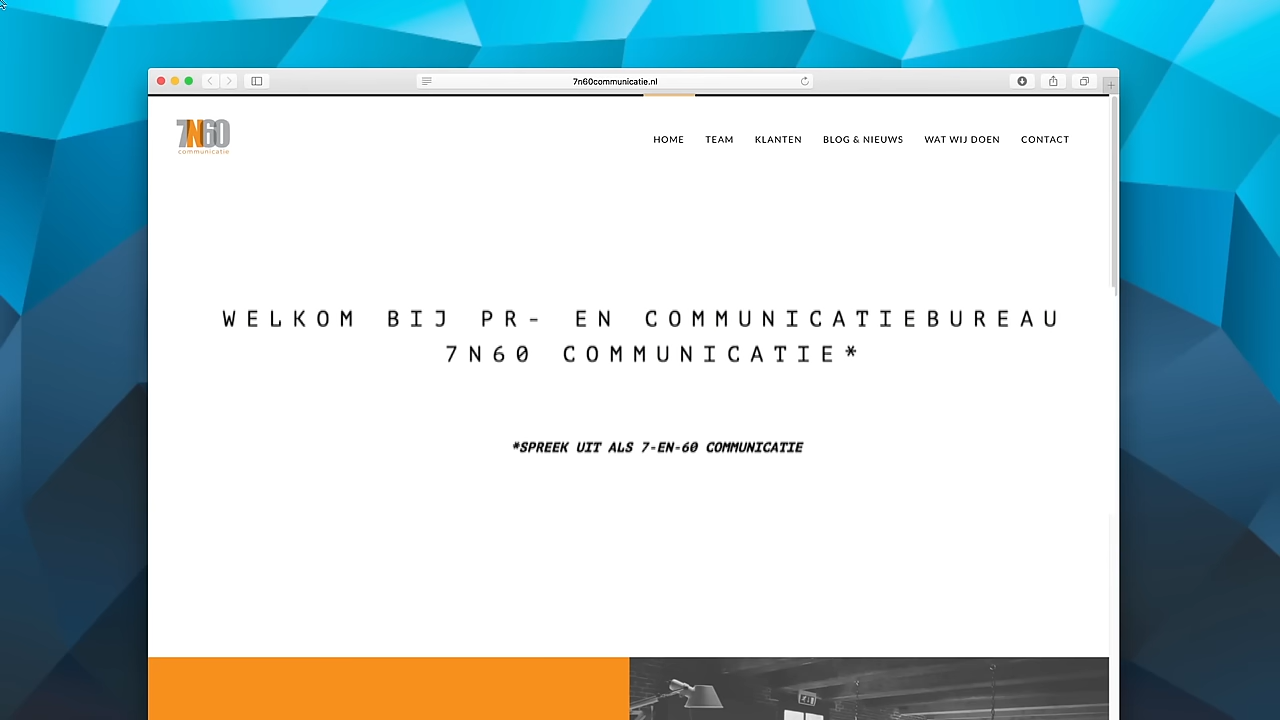 7n60communicatie.nl
7N60
communicatie
HOME TEAM KLANTEN BLOG & NIEUWS WAT WIJ DOEN CONTACT
WELKOM BIJ PR- EN COMMUNICATIEBUREAU
7N60 COMMUNICATIE*
*SPREEK UIT ALS 7-EN-60 COMMUNICATIE